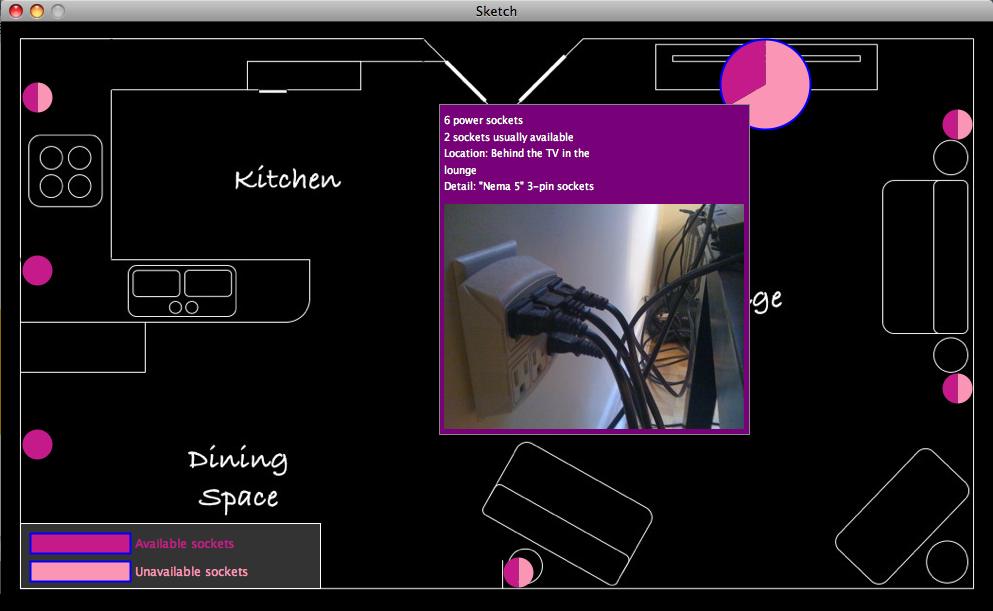 Sketch
6 power sockets
2 sockets usually available
Location: Behind the TV in the
lounge
Detail: "Nema 5" 3-pin sockets
Kitchen
ge
Dining
Space
Available sockets
Unavailable sockets